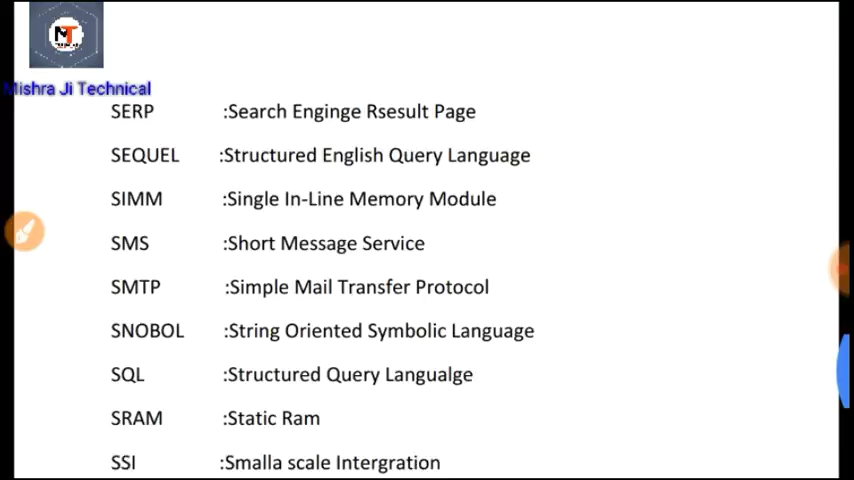 MT
Mishra Ji Technical
SERP :Search Enginge Rsesult Page
SEQUEL :Structured English Query Language
SIMM :Single In-Line Memory Module
SMS :Short Message Service
SMTP :Simple Mail Transfer Protocol
SNOBOL :String Oriented Symbolic Language
SQL :Structured Query Langualge
SRAM :Static Ram
SSI :Smalla scale Intergration